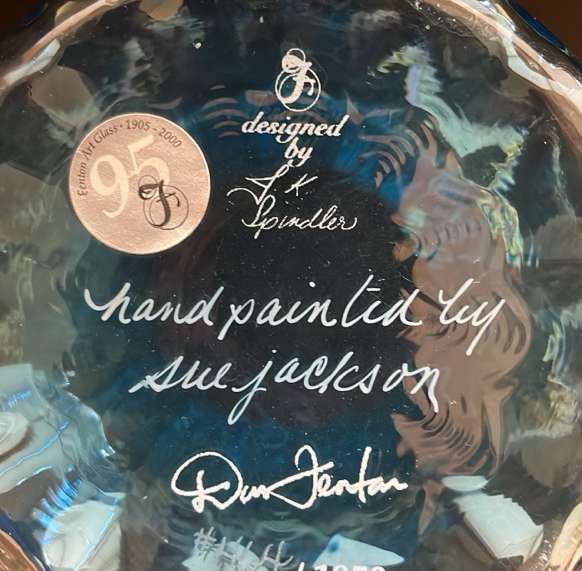 Fenton Art Glass • 1905 - 2000
95
F
F
designed
by
J K
Spindler
hand painted by
sue jackson
Don Fenton